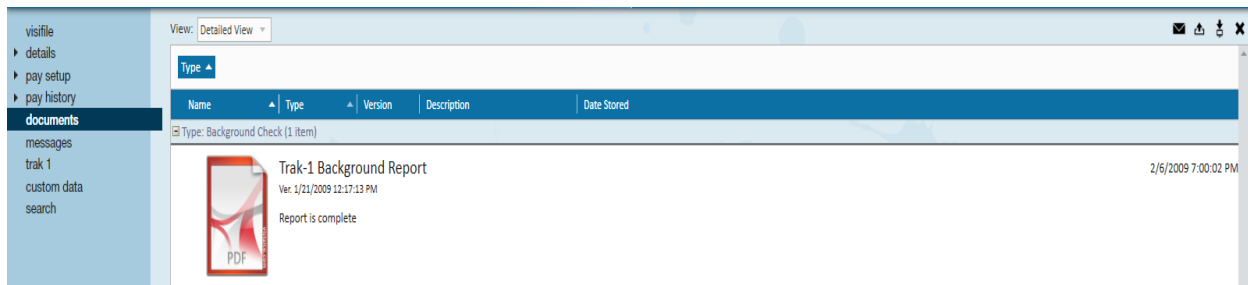 visifile
details
pay setup
pay history
documents
messages
trak 1
custom data
search
View: Detailed View
Type
Name Type Version Description Date Stored
Type: Background Check (1 item)
Trak-1 Background Report 2/6/2009 7:00:02 PM
Ver. 1/21/2009 12:17:13 PM
Report is complete
PDF